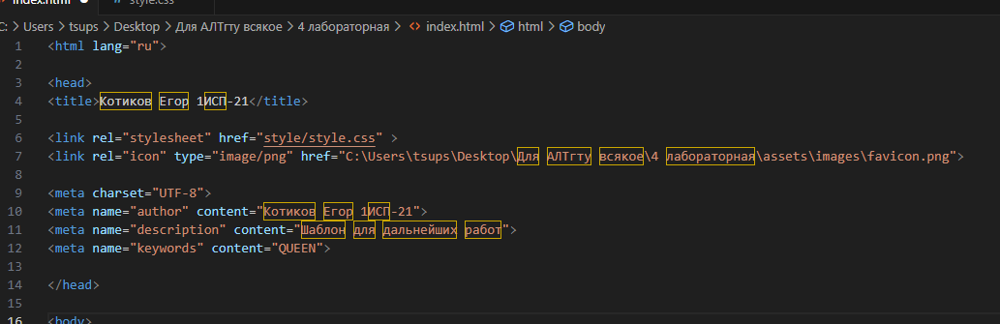 index.html style.css
C: > Users > tsups > Desktop > Для АЛТгту всякое > 4 лабораторная > index.html > html > body
1 <html lang="ru">
2
3 <head>
4 <title>Котиков Егор 1ИСП-21</title>
5
6 <link rel="stylesheet" href="style/style.css" >
7 <link rel="icon" type="image/png" href="C:\Users\tsups\Desktop\Для АЛТгту всякое\4 лабораторная\assets\images\favicon.png">
8
9 <meta charset="UTF-8">
10 <meta name="author" content="Котиков Егор 1ИСП-21">
11 <meta name="description" content="Шаблон для дальнейших работ">
12 <meta name="keywords" content="QUEEN">
13
14 </head>
15
16 <body>